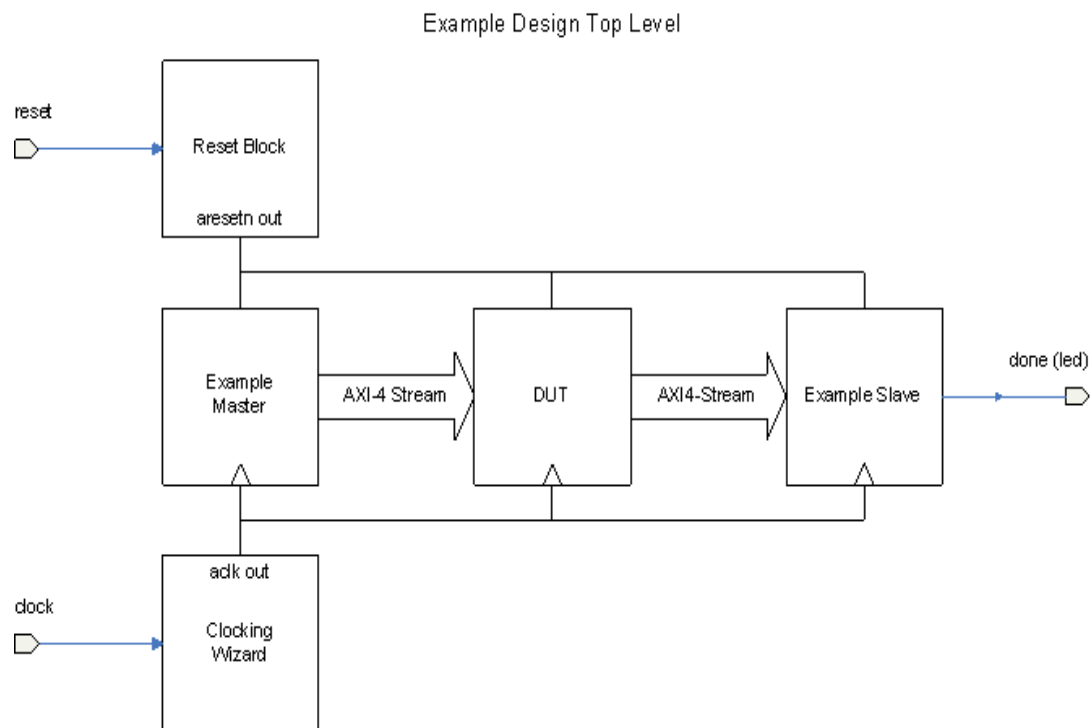 Example Design Top Level
reset
Reset Block
aresetn out
Example
Master
AXI-4 Stream
DUT
AXI4-Stream
Example Slave
done (led)
aclk out
clock
Clocking
Wizard